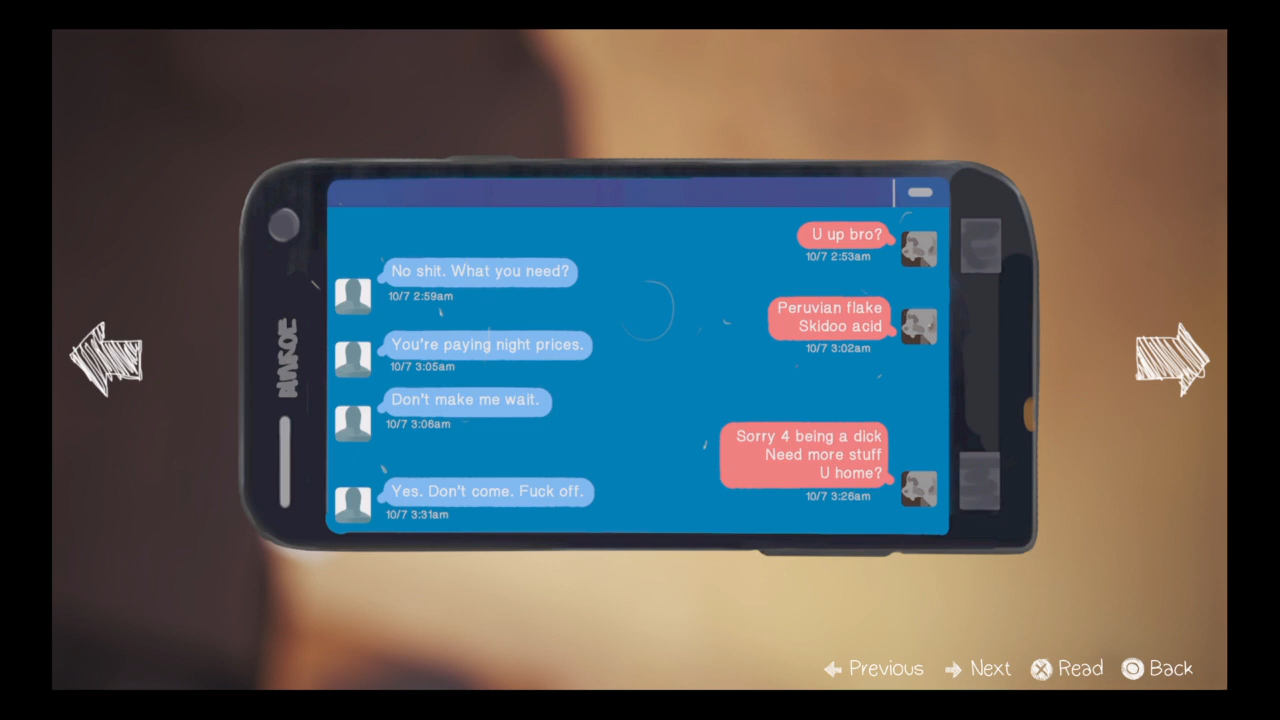 U up bro?
10/7 2:53am
No shit. What you need?
10/7 2:59am
Peruvian flake
Skidoo acid
10/7 3:02am
You're paying night prices.
10/7 3:05am
Don't make me wait.
10/7 3:06am
Sorry 4 being a dick
Need more stuff
U home?
10/7 3:26am
Yes. Don't come. Fuck off.
10/7 3:31am
Previous
Next
Read
Back